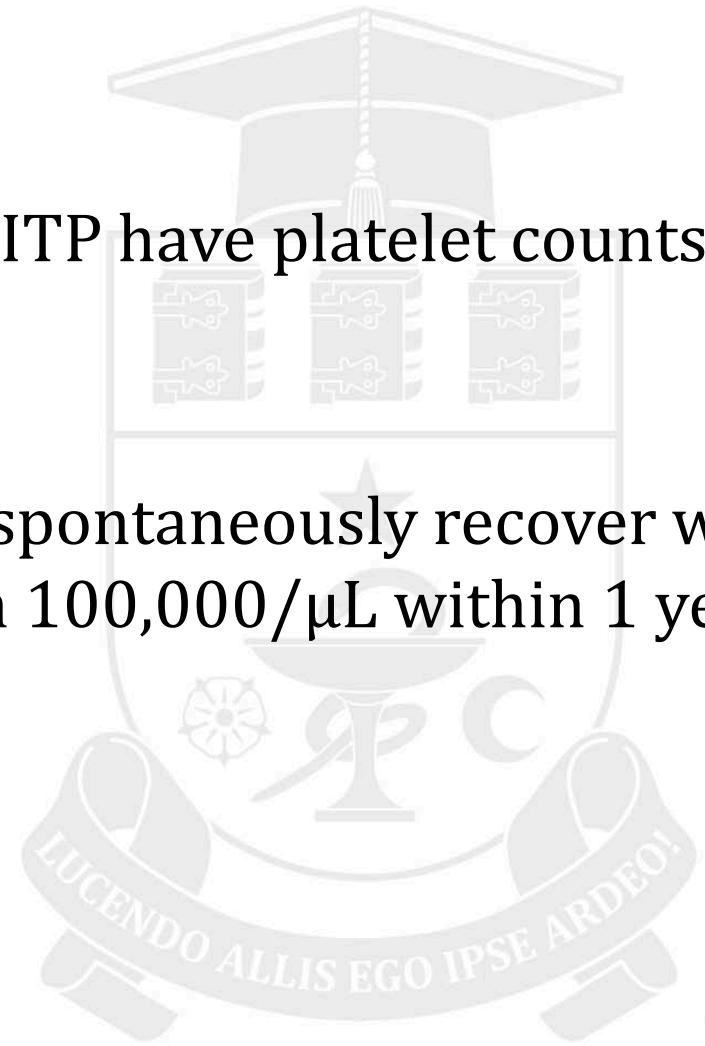 ITP have platelet counts
spontaneously recover w
100,000/μL within 1 ye
LUCENDO ALLIS EGO IPSE ARDEO!